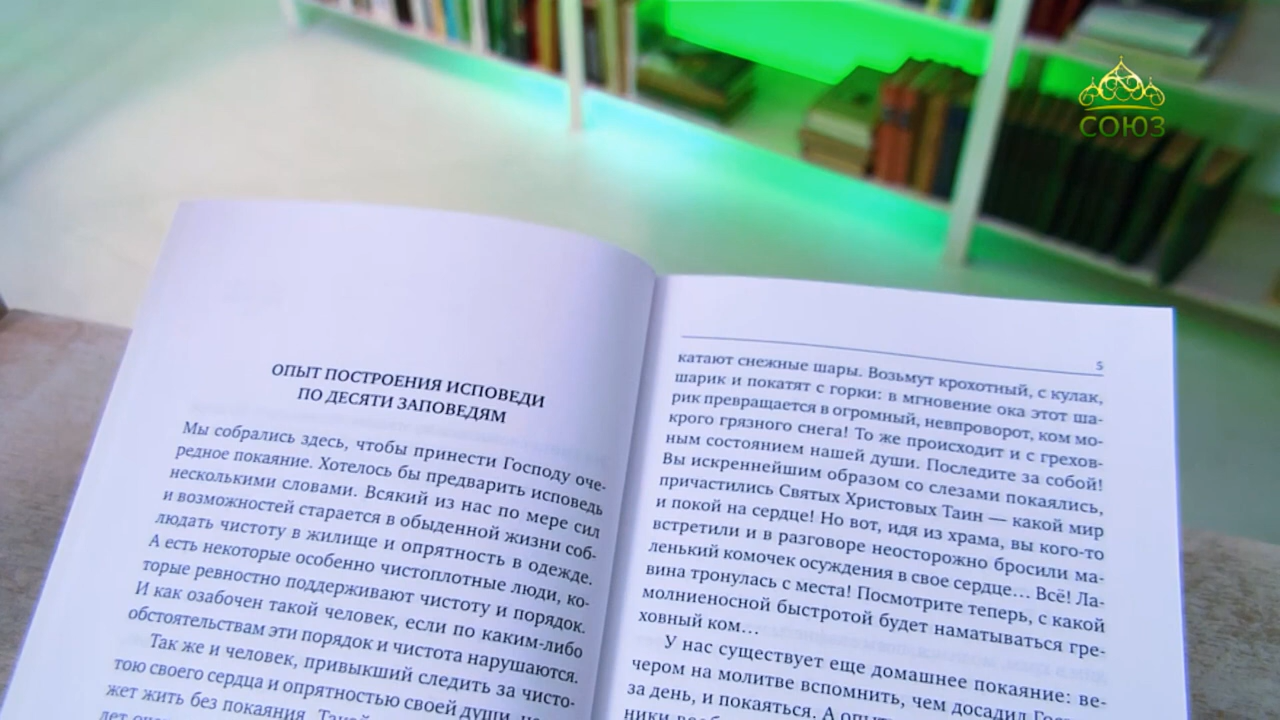 СОЮЗ
ОПЫТ ПОСТРОЕНИЯ ИСПОВЕДИ
ПО ДЕСЯТИ ЗАПОВЕДЯМ
Мы собрались здесь, чтобы принести Господу оче-
редное покаяние. Хотелось бы предварить исповедь
несколькими словами. Всякий из нас по мере сил
и возможностей старается в обыденной жизни соб-
людать чистоту в жилище и опрятность в одежде.
А есть некоторые особенно чистоплотные люди, ко-
торые ревностно поддерживают чистоту и порядок.
И как озабочен такой человек, если по каким-либо
обстоятельствам эти порядок и чистота нарушаются.
Так же и человек, привыкший следить за чисто-
тою своего сердца и опрятностью своей души, не мо-
жет жить без покаяния. Такой
5
катают снежные шары. Возьмут крохотный, с кулак,
шарик и покатят с горки: в мгновение ока этот ша-
рик превращается в огромный, невпроворот, ком мо-
крого грязного снега! То же происходит и с грехов-
ным состоянием нашей души. Последите за собой!
Вы искреннейшим образом со слезами покаялись,
причастились Святых Христовых Таин — какой мир
и покой на сердце! Но вот, идя из храма, вы кого-то
встретили и в разговоре неосторожно бросили ма-
ленький комочек осуждения в свое сердце… Всё! Ла-
вина тронулась с места! Посмотрите теперь, с какой
молниеносной быстротой будет наматываться гре-
ховный ком…
У нас существует еще домашнее покаяние: ве-
чером на молитве вспомнить, чем досадил Гос
за день, и покаяться. А